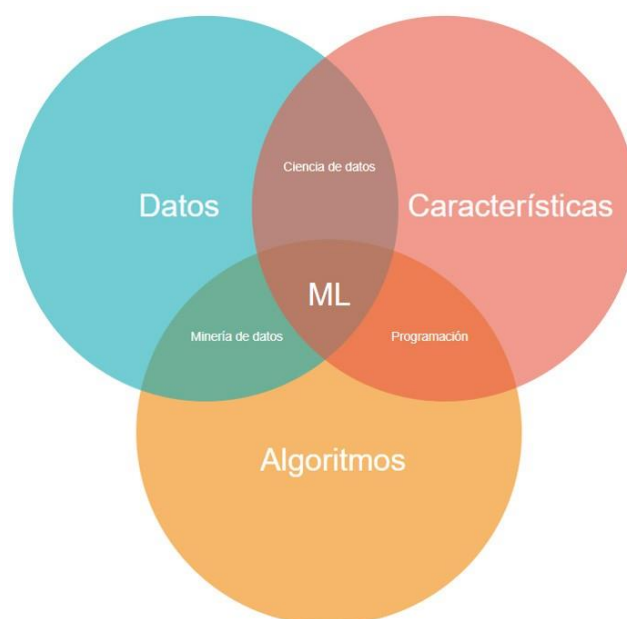 Ciencia de datos
Datos
Características
ML
Minería de datos
Programación
Algoritmos